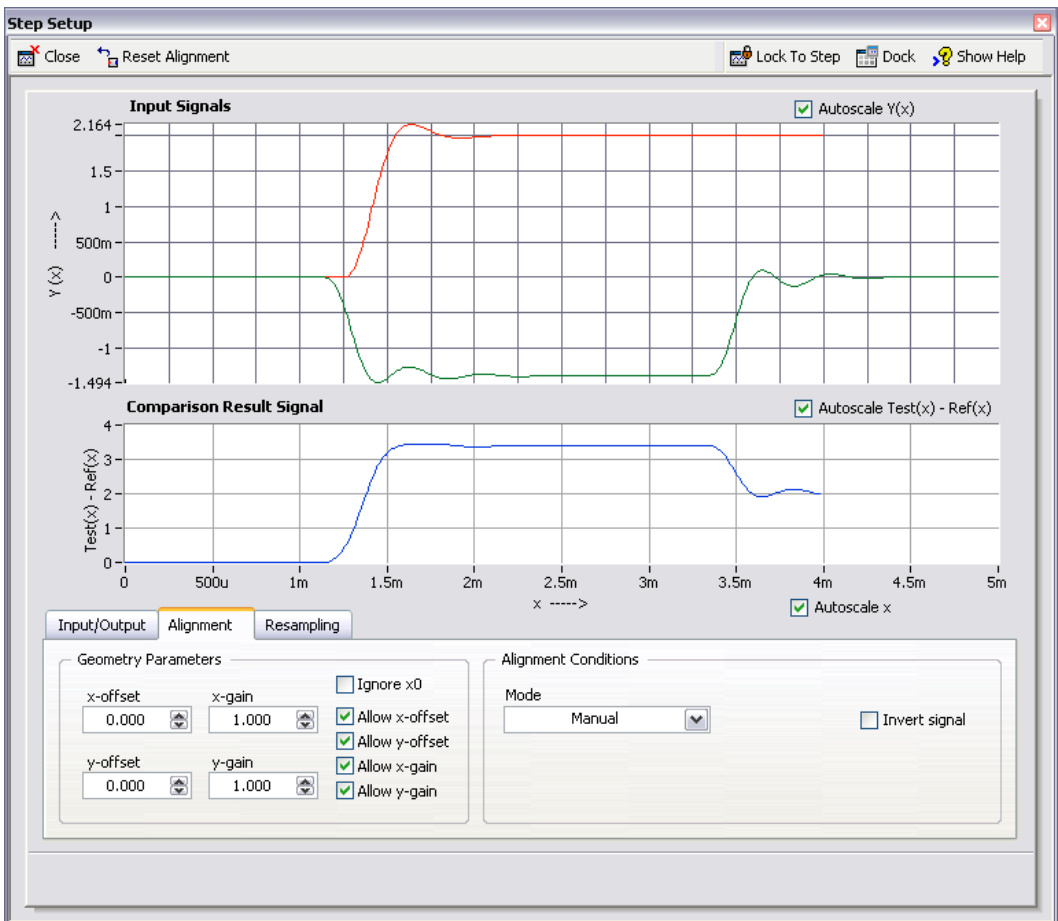 Step Setup
Close Reset Alignment Lock To Step Dock Show Help
Input Signals
Autoscale Y(x)
2.164
1.5
1
500m
0
-500m
-1
-1.494
Y (x) ----->
Comparison Result Signal
Autoscale Test(x) - Ref(x)
4
3
2
1
0
Test(x) - Ref(x)
0 500u 1m 1.5m 2m 2.5m 3m 3.5m 4m 4.5m 5m
x ----->
Autoscale x
Input/Output Alignment Resampling
Geometry Parameters
x-offset x-gain
0.000 1.000
y-offset y-gain
0.000 1.000
Ignore x0
Allow x-offset
Allow y-offset
Allow x-gain
Allow y-gain
Alignment Conditions
Mode
Manual
Invert signal